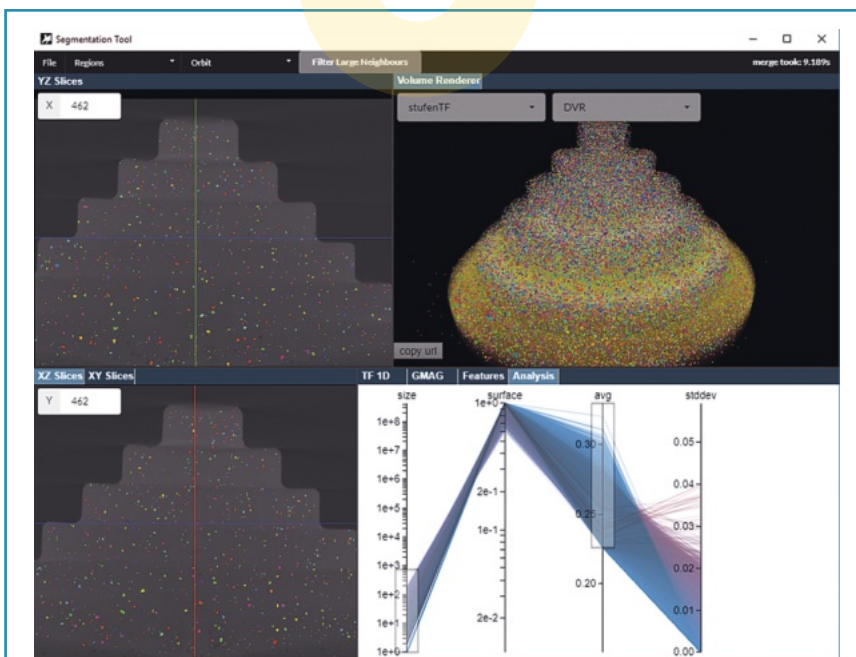 Segmentation Tool
File Regions Orbit Filter Large Neighbours merge took: 9.189s
YZ Slices
Volume Renderer
X 462
stufenTF DVR
copy url
XZ Slices XY Slices
Y 462
TF 1D GMAG Features Analysis
size surface avg stddev
1e+8
1e+7
1e+6
1e+5
1e+4
1e+3
1e+2
1e+1
1e+0
1e+0
2e-1
1e-1
2e-2
0.30
0.25
0.20
0.05
0.04
0.03
0.02
0.01
0.00